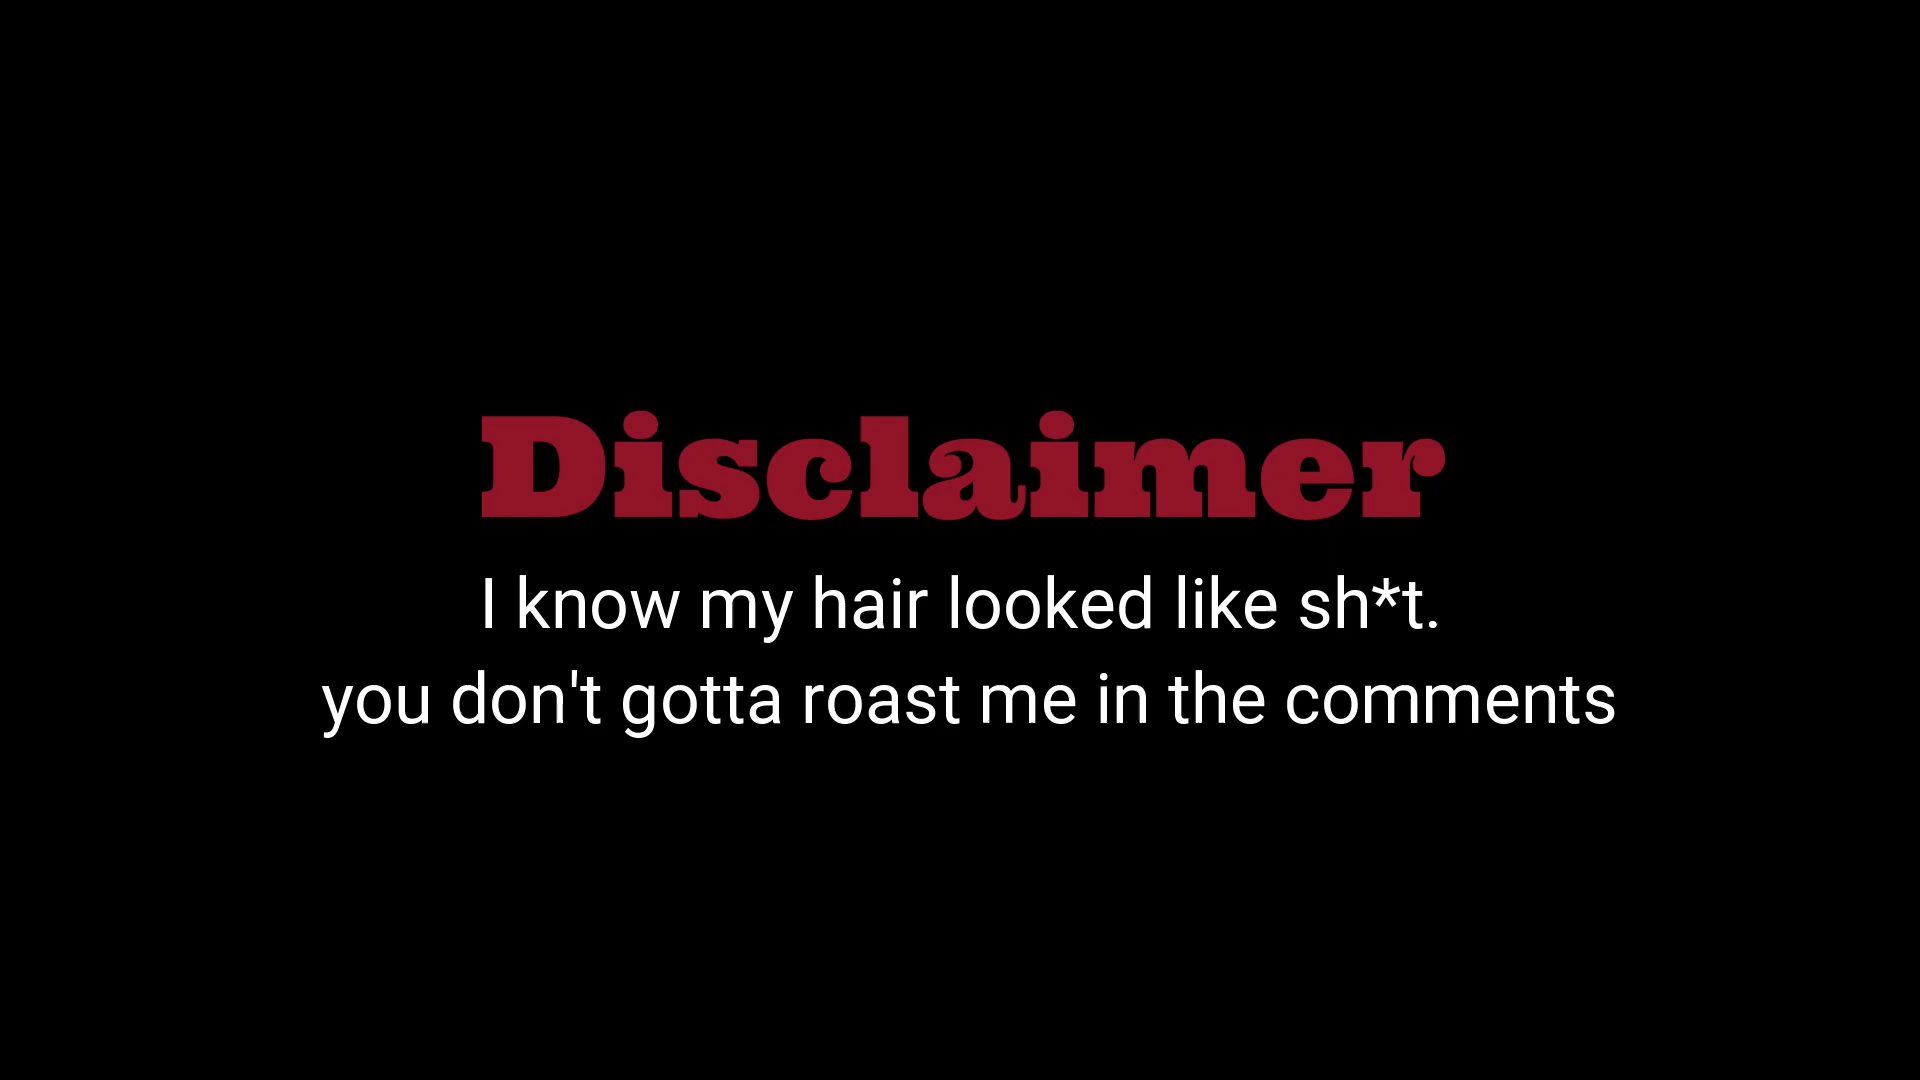 Disclaimer
I know my hair looked like sh*t.
you don't gotta roast me in the comments